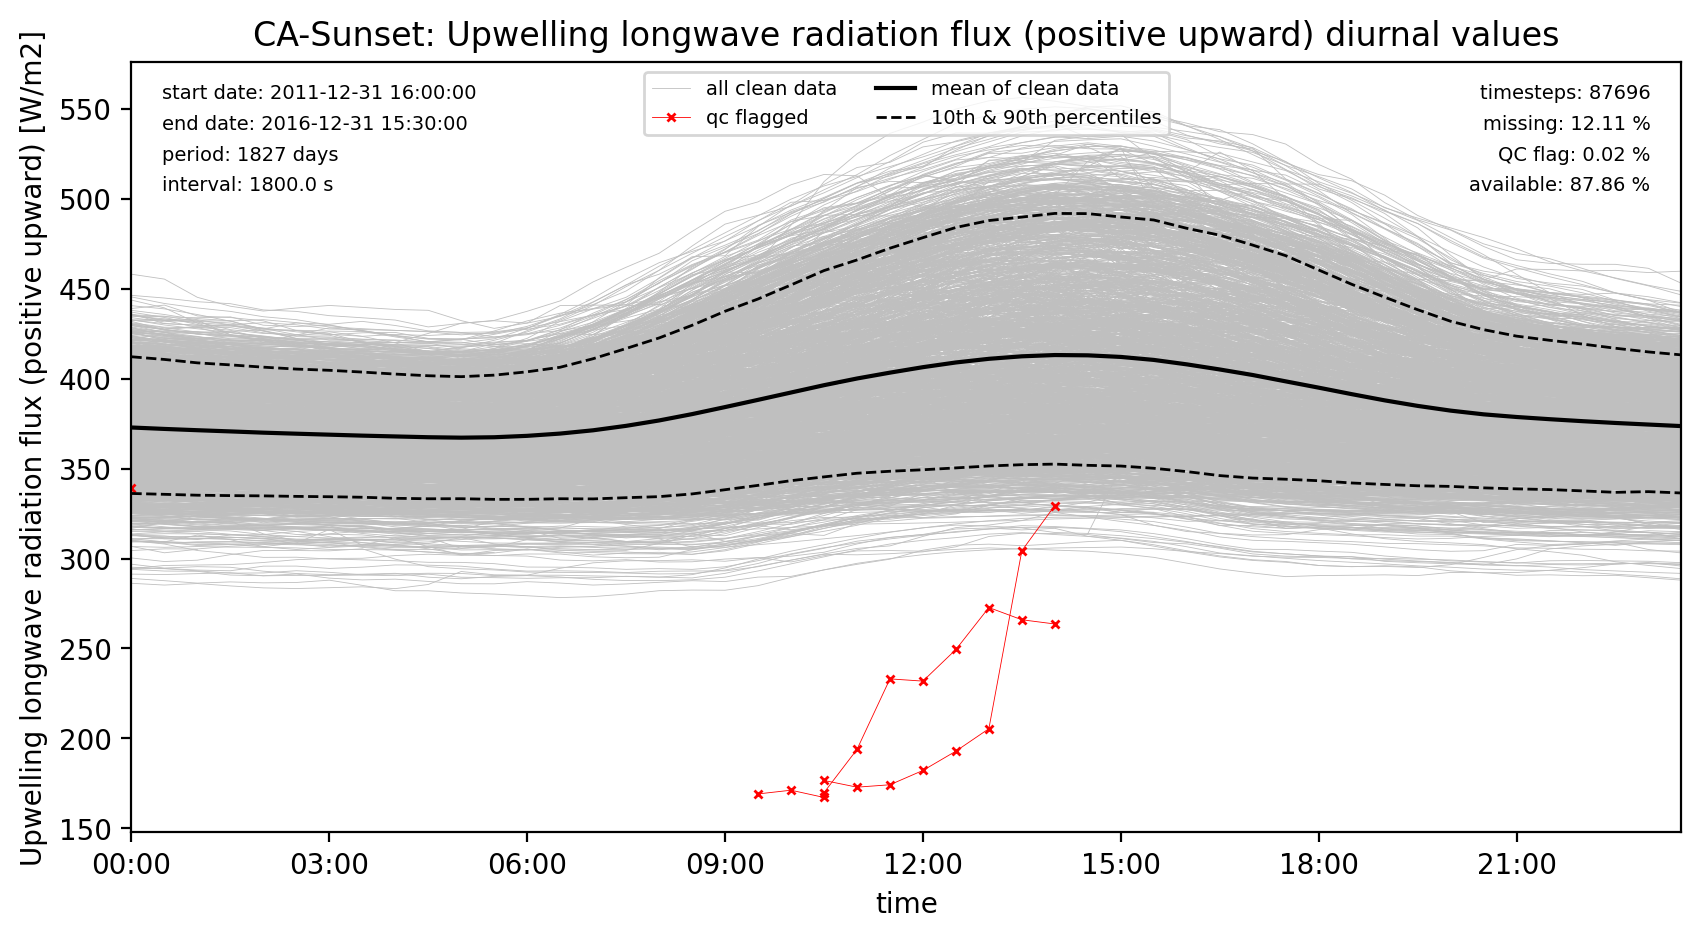 CA-Sunset: Upwelling longwave radiation flux (positive upward) diurnal values
Upwelling longwave radiation flux (positive upward) [W/m2]
start date: 2011-12-31 16:00:00
end date: 2016-12-31 15:30:00
period: 1827 days
interval: 1800.0 s
all clean data
qc flagged
mean of clean data
10th & 90th percentiles
timesteps: 87696
missing: 12.11 %
QC flag: 0.02 %
available: 87.86 %
550
500
450
400
350
300
250
200
150
00:00 03:00 06:00 09:00 12:00 15:00 18:00 21:00
time